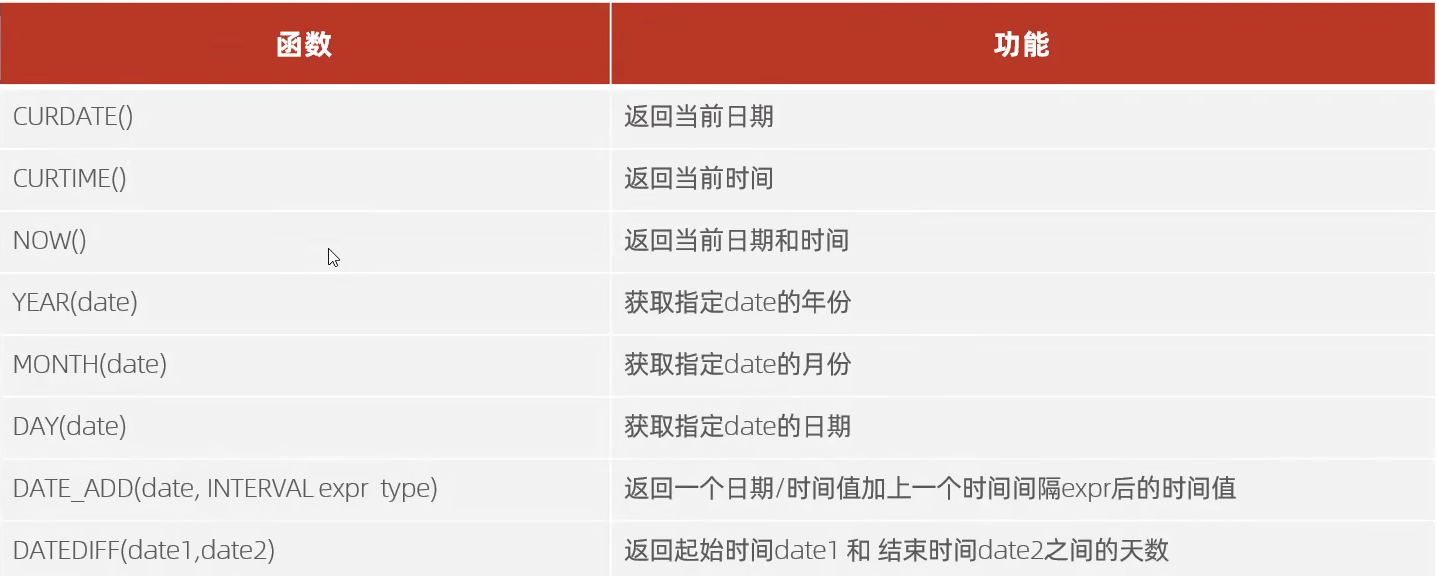 函数 功能
CURDATE() 返回当前日期
CURTIME() 返回当前时间
NOW() 返回当前日期和时间
YEAR(date) 获取指定date的年份
MONTH(date) 获取指定date的月份
DAY(date) 获取指定date的日期
DATE_ADD(date, INTERVAL expr type) 返回一个日期/时间值加上一个时间间隔expr后的时间值
DATEDIFF(date1,date2) 返回起始时间date1 和 结束时间date2之间的天数